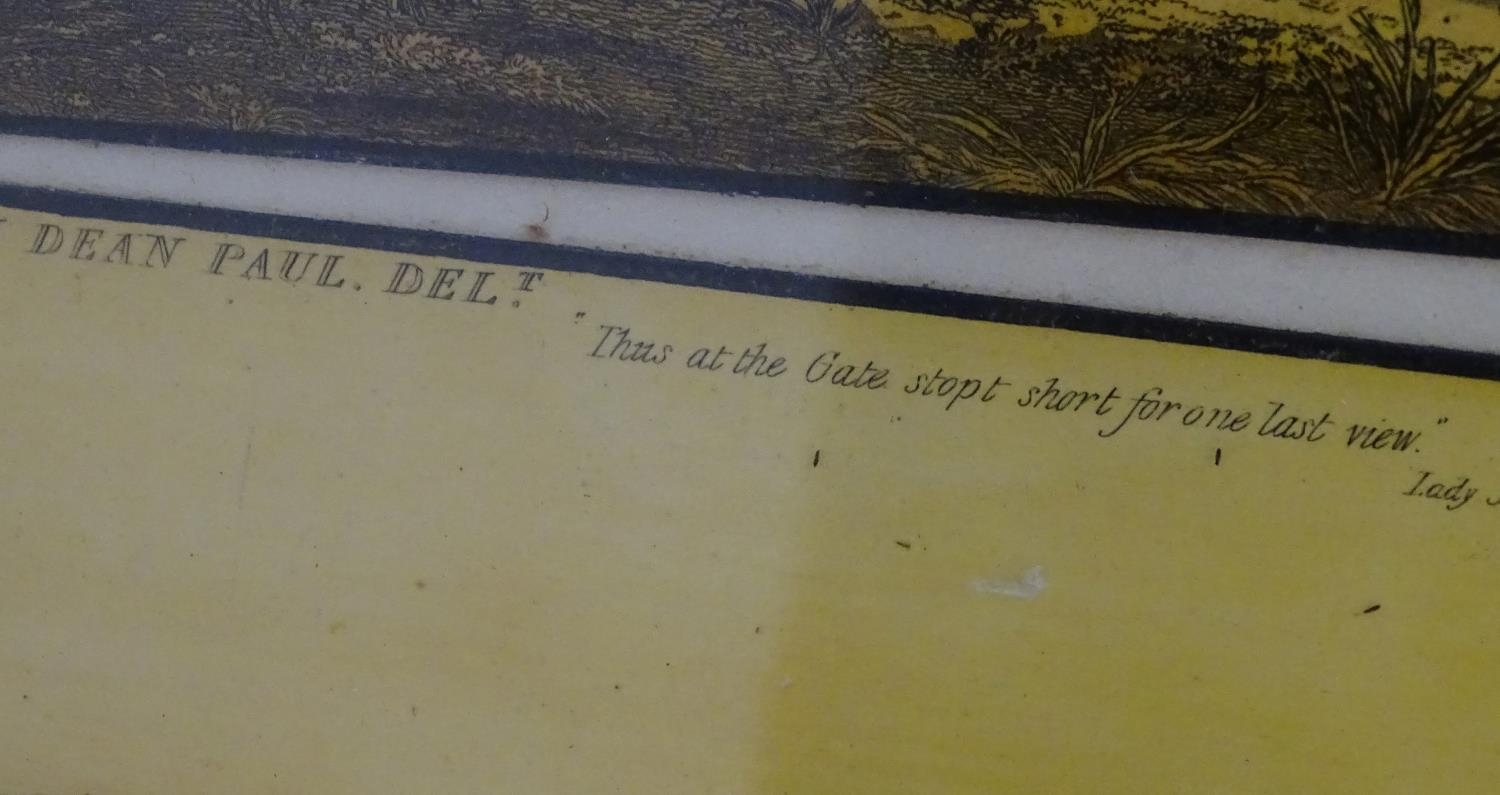 DEAN PAUL. DEL.T
"Thus at the Gate stopt short for one last view."
Lady